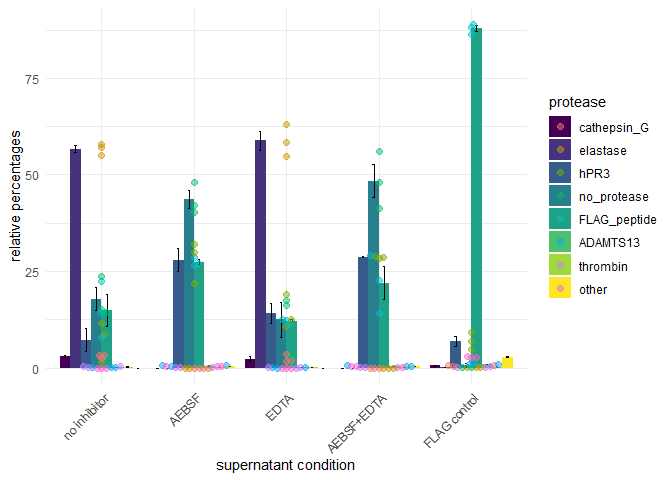 75
50
25
0
relative percentages
no inhibitor
AEBSF
EDTA
AEBSF+EDTA
FLAG control
supernatant condition
protease
cathepsin_G
elastase
hPR3
no_protease
FLAG_peptide
ADAMTS13
thrombin
other